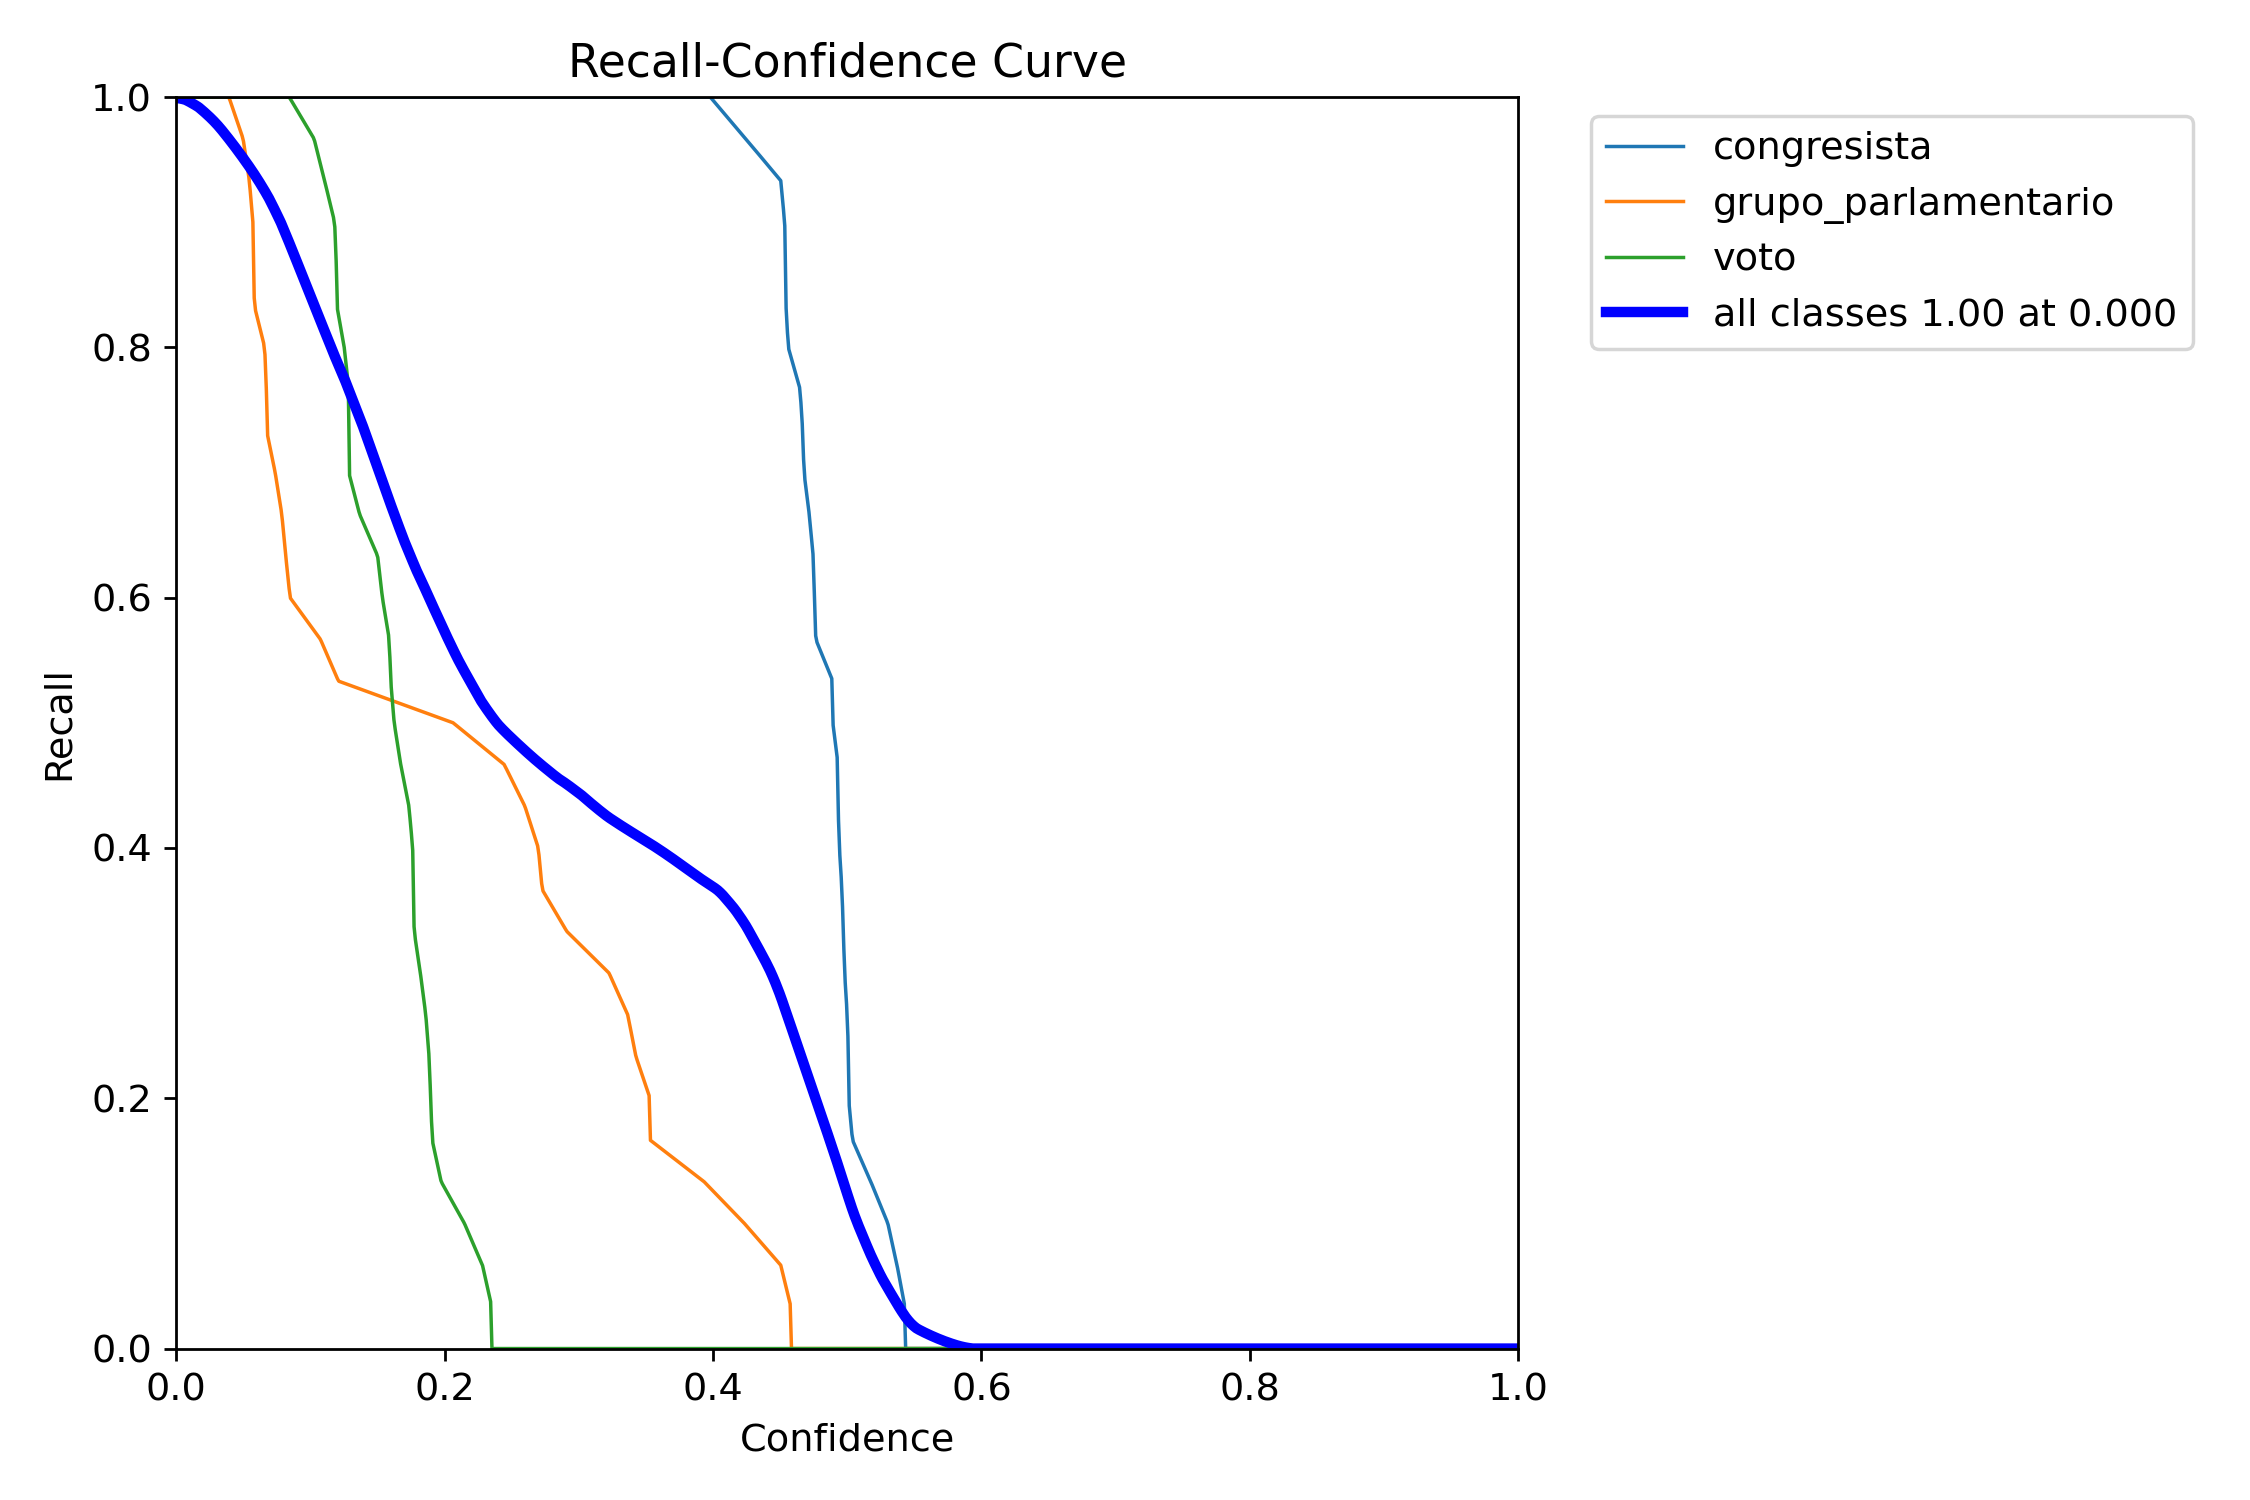 Recall-Confidence Curve
1.0
0.8
0.6
0.4
0.2
0.0
Recall
0.0 0.2 0.4 0.6 0.8 1.0
Confidence
congresista
grupo_parlamentario
voto
all classes 1.00 at 0.000